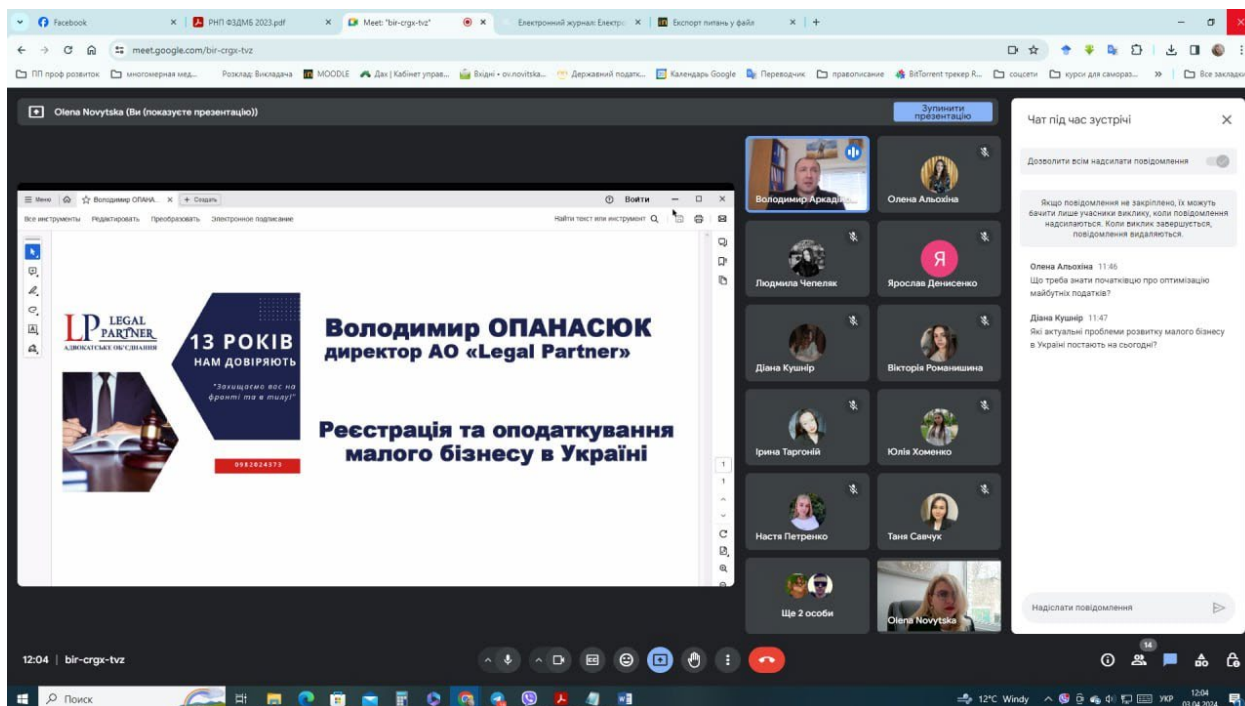 Facebook
РНП ФЗДМБ 2023.pdf
Meet: "bir-crgx-tvz"
Електронний журнал: Електро
Експорт питань у файл
meet.google.com/bir-crgx-tvz
ПП проф розвиток
многомерная мед...
Розклад: Викладача
MOODLE
Дах | Кабінет управ...
Вхідні • ov.novitska...
Державний податк...
Календарь Google
Переводчик
правописание
BitTorrent трекер R...
соцсети
курси для самораз...
Все закладки
Olena Novytska (Ви (показуєте презентацію))
Зупинити
презентацію
Меню
Володимир ОПАНА...
Создать
Войти
Все инструменты
Редактировать
Преобразовать
Электронное подписание
Найти текст или инструмент
LP LEGAL
PARTNER
АДВОКАТСЬКЕ ОБ'ЄДНАННЯ
13 РОКІВ
НАМ ДОВІРЯЮТЬ
"Захищаємо вас на
фронті та в тилу!"
0982024373
Володимир ОПАНАСЮК
директор АО «Legal Partner»
Реєстрація та оподаткування
малого бізнесу в Україні
1
1
Володимир Аркадій...
Олена Альохіна
Людмила Чепеляк
Я
Ярослав Денисенко
Діана Кушнір
Вікторія Романишина
Ірина Таргоній
Юлія Хоменко
Настя Петренко
Таня Савчук
Ще 2 особи
Olena Novytska
Чат під час зустрічі
Дозволити всім надсилати повідомлення
Якщо повідомлення не закріплено, їх можуть
бачити лише учасники виклику, коли повідомлення
надсилаються. Коли виклик завершується,
повідомлення видаляються.
Олена Альохіна 11:46
Що треба знати початківцю про оптимізацію
майбутніх податків?
Діана Кушнір 11:47
Які актуальні проблеми розвитку малого бізнесу
в Україні постають на сьогодні?
Надіслати повідомлення
12:04 | bir-crgx-tvz
14
Поиск
12°C Windy
УКР
12:04
03.04.2024